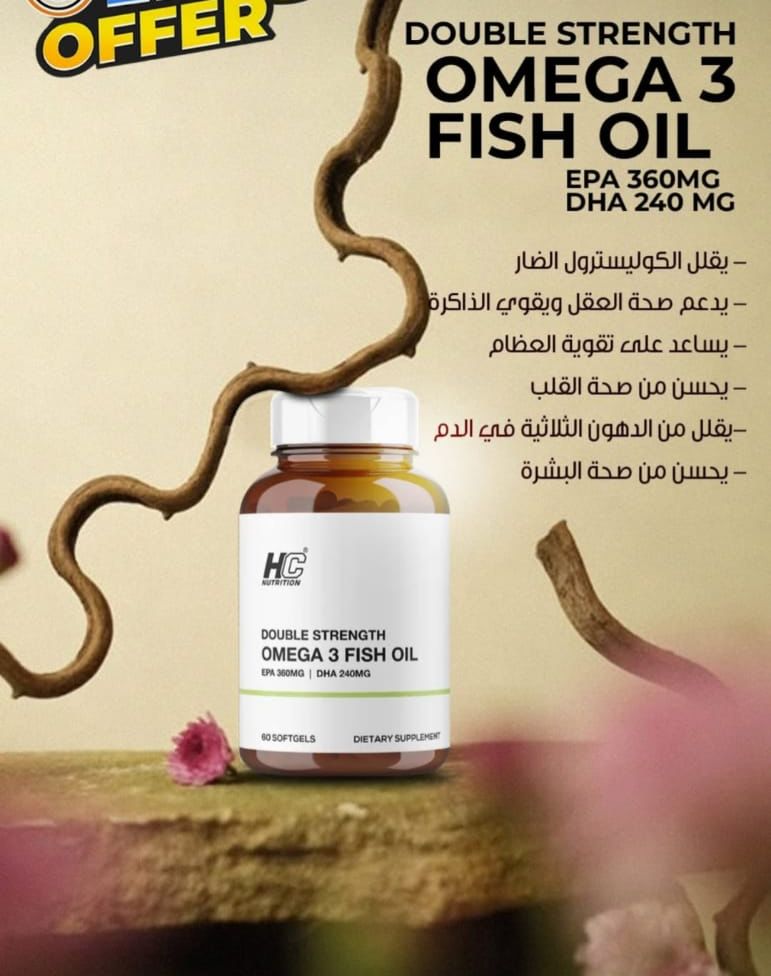 OFFER
DOUBLE STRENGTH
OMEGA 3
FISH OIL
EPA 360MG
DHA 240 MG
– يقلل الكوليسترول الضار
– يدعم صحة العقل ويقوي الذاكرة
– يساعد على تقوية العظام
– يحسن من صحة القلب
–يقلل من الدهون الثلاثية في الدم
– يحسن من صحة البشرة
HC®
NUTRITION
DOUBLE STRENGTH
OMEGA 3 FISH OIL
EPA 360MG | DHA 240MG
60 SOFTGELS DIETARY SUPPLEMENT